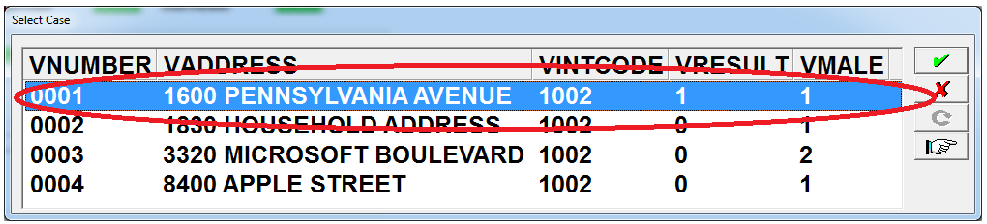 Select Case
VNUMBER VADDRESS VINTCODE VRESULT VMALE
0001 1600 PENNSYLVANIA AVENUE 1002 1 1
0002 1830 HOUSEHOLD ADDRESS 1002 0 1
0003 3320 MICROSOFT BOULEVARD 1002 0 2
0004 8400 APPLE STREET 1002 0 1